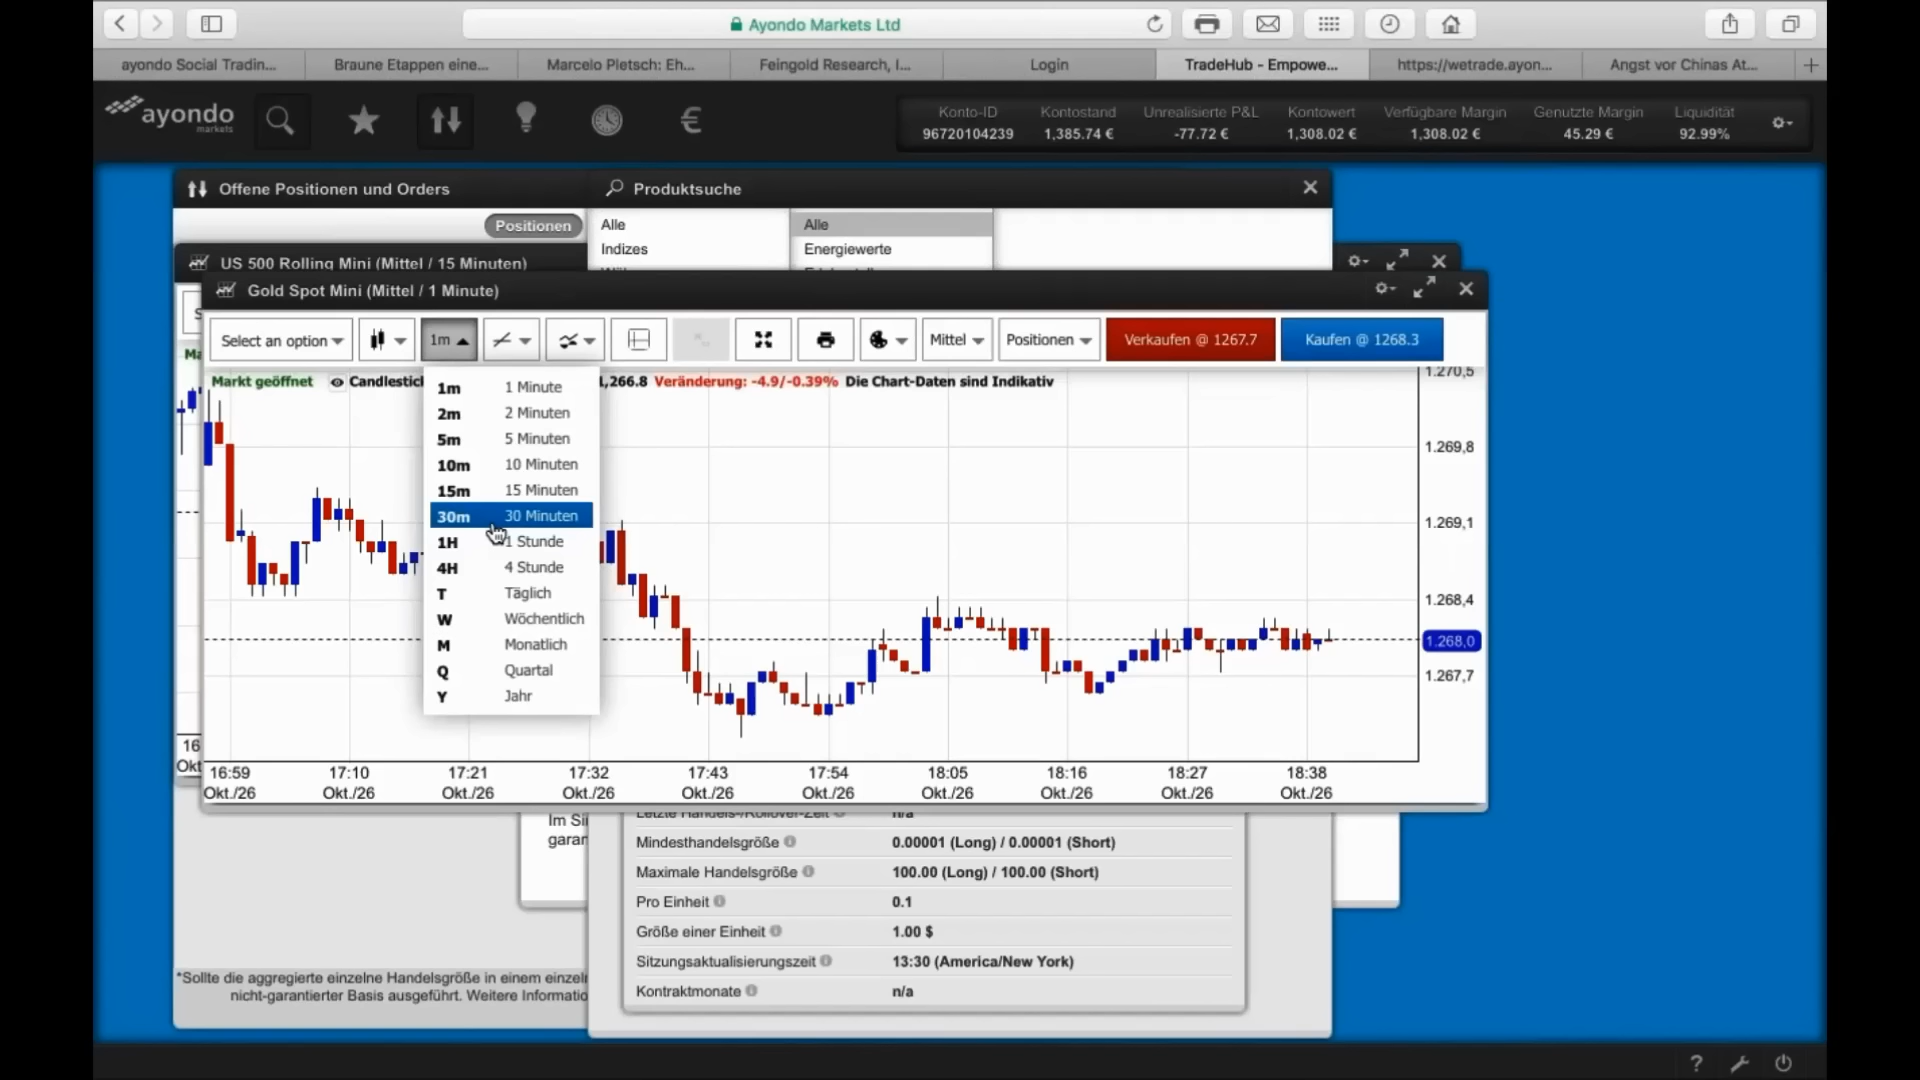 Ayondo Markets Ltd
ayondo Social Tradin...
Braune Etappen eine...
Marcelo Pletsch: Eh...
Feingold Research, I...
Login
TradeHub - Empowe...
https://wetrade.ayon...
Angst vor Chinas At...
ayondo
markets
€
Konto-ID
96720104239
Kontostand
1,385.74 €
Unrealisierte P&L
-77.72 €
Kontowert
1,308.02 €
Verfügbare Margin
1,308.02 €
Genutzte Margin
45.29 €
Liquidität
92.99%
Offene Positionen und Orders
Produktsuche
Positionen
Alle
Indizes
Alle
Energiewerte
US 500 Rolling Mini (Mittel / 15 Minuten)
Gold Spot Mini (Mittel / 1 Minute)
Select an option
1m
Mittel
Positionen
Verkaufen @ 1267.7
Kaufen @ 1268.3
Markt geöffnet
Candlestick
1,266.8 Veränderung: -4.9/-0.39% Die Chart-Daten sind Indikativ
1m 1 Minute
2m 2 Minuten
5m 5 Minuten
10m 10 Minuten
15m 15 Minuten
30m 30 Minuten
1H 1 Stunde
4H 4 Stunde
T Täglich
W Wöchentlich
M Monatlich
Q Quartal
Y Jahr
1.270,5
1.269,8
1.269,1
1.268,4
1.268,0
1.267,7
16
Okt
16:59 17:10 17:21 17:32 17:43 17:54 18:05 18:16 18:27 18:38
Okt./26 Okt./26 Okt./26 Okt./26 Okt./26 Okt./26 Okt./26 Okt./26 Okt./26 Okt./26
Im Si
garan
Letzte Handels-/Rollover-Zeit n/a
Mindesthandelsgröße 0.00001 (Long) / 0.00001 (Short)
Maximale Handelsgröße 100.00 (Long) / 100.00 (Short)
Pro Einheit 0.1
Größe einer Einheit 1.00 $
Sitzungsaktualisierungszeit 13:30 (America/New York)
Kontraktmonate n/a
*Sollte die aggregierte einzelne Handelsgröße in einem einzel
nicht-garantierter Basis ausgeführt. Weitere Informatio
?